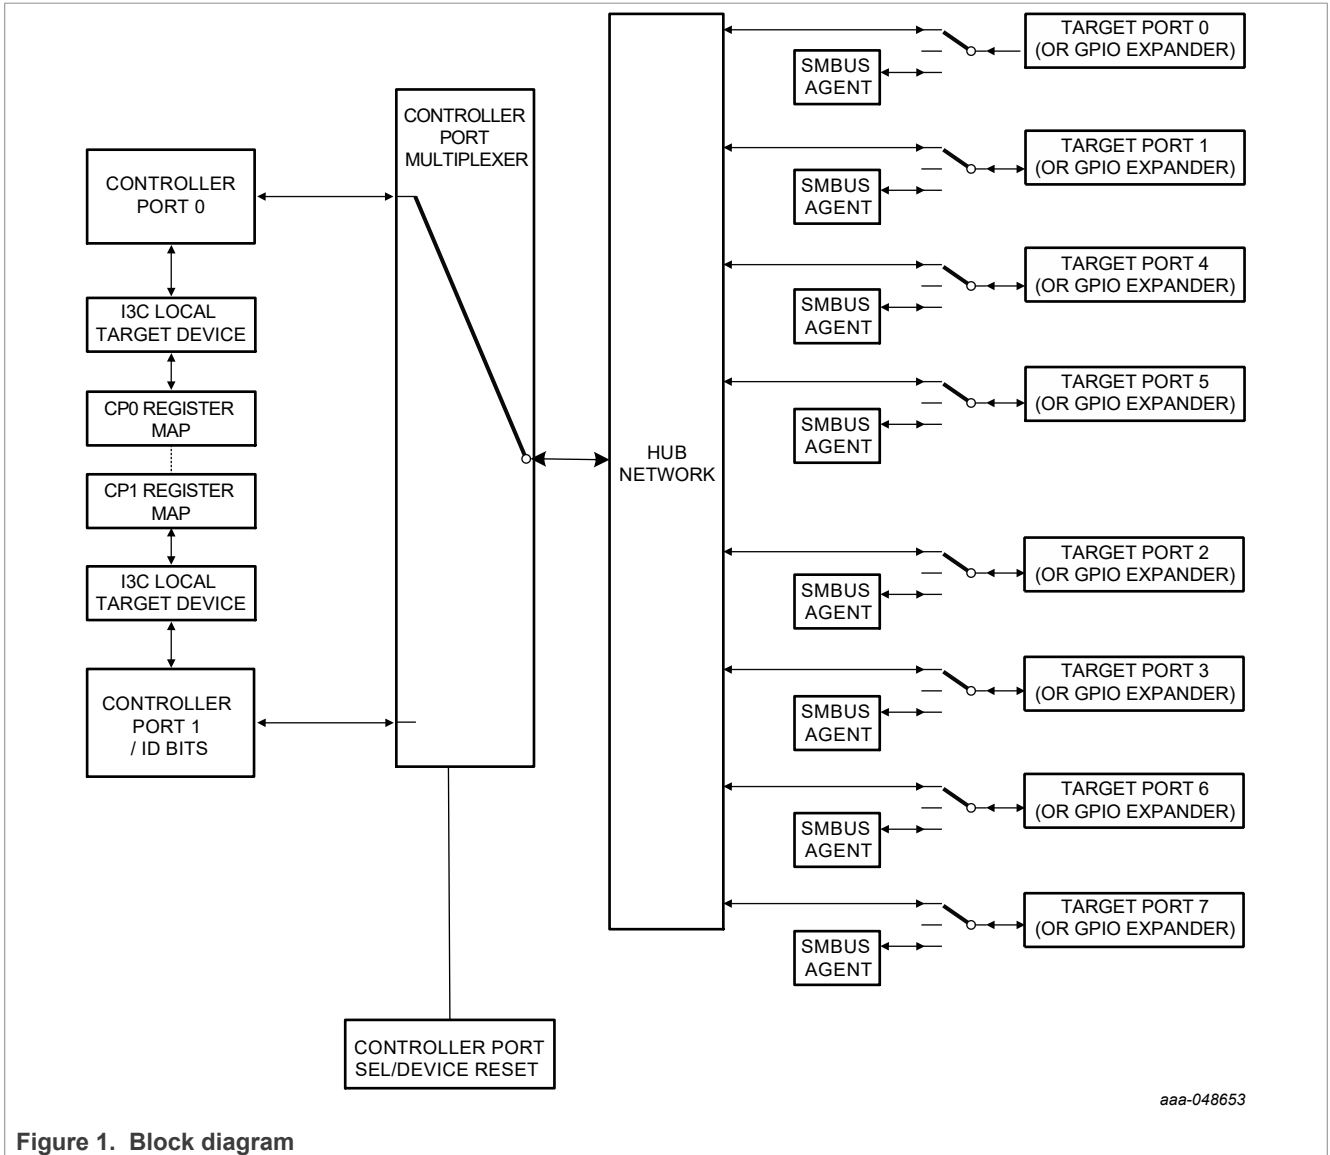 CONTROLLER
PORT 0
I3C LOCAL
TARGET DEVICE
CP0 REGISTER
MAP
CP1 REGISTER
MAP
I3C LOCAL
TARGET DEVICE
CONTROLLER
PORT 1
/ ID BITS
CONTROLLER
PORT
MULTIPLEXER
CONTROLLER PORT
SEL/DEVICE RESET
HUB
NETWORK
SMBUS
AGENT
TARGET PORT 0
(OR GPIO EXPANDER)
SMBUS
AGENT
TARGET PORT 1
(OR GPIO EXPANDER)
SMBUS
AGENT
TARGET PORT 4
(OR GPIO EXPANDER)
SMBUS
AGENT
TARGET PORT 5
(OR GPIO EXPANDER)
SMBUS
AGENT
TARGET PORT 2
(OR GPIO EXPANDER)
SMBUS
AGENT
TARGET PORT 3
(OR GPIO EXPANDER)
SMBUS
AGENT
TARGET PORT 6
(OR GPIO EXPANDER)
SMBUS
AGENT
TARGET PORT 7
(OR GPIO EXPANDER)
aaa-048653
Figure 1. Block diagram